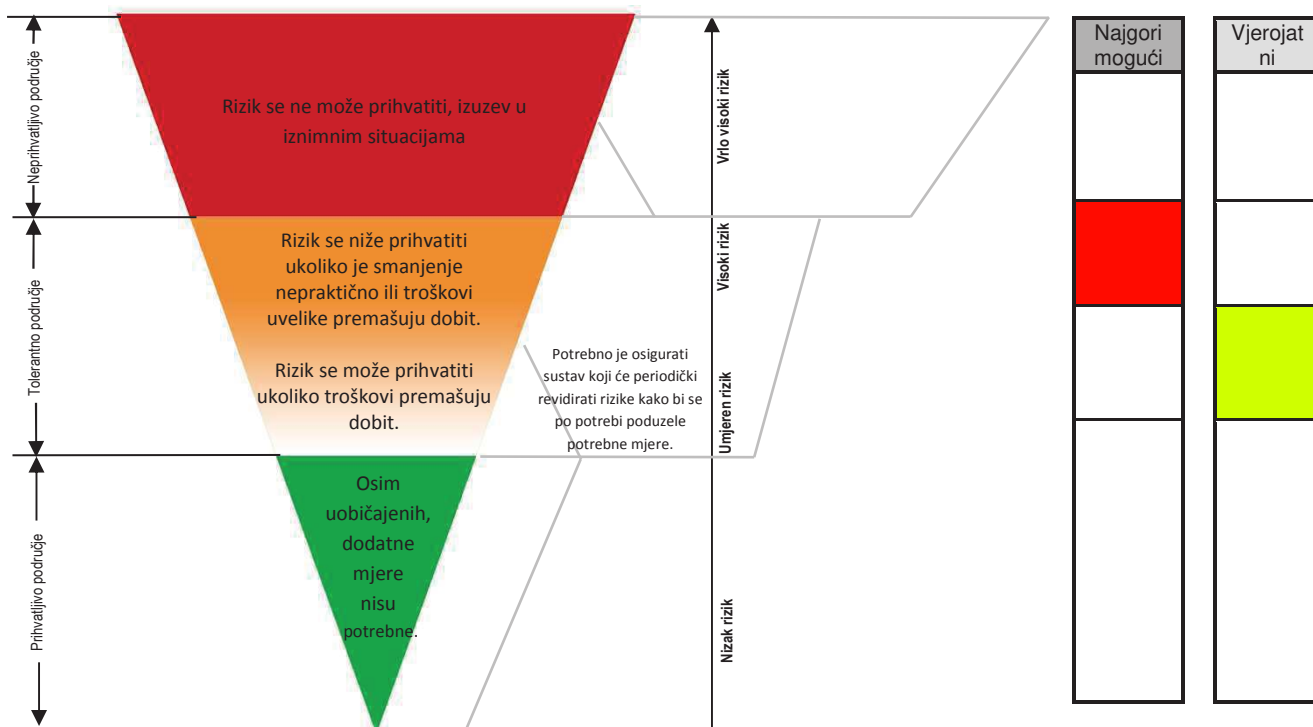 Neprihvatljivo područje
Rizik se ne može prihvatiti, izuzev u
iznimnim situacijama
Vrlo visoki rizik
Najgori
mogući
Vjerojat
ni
Tolerantno područje
Rizik se niže prihvatiti
ukoliko je smanjenje
nepraktično ili troškovi
uvelike premašuju dobit.
Rizik se može prihvatiti
ukoliko troškovi premašuju
dobit.
Visoki rizik
Potrebno je osigurati
sustav koji će periodički
revidirati rizike kako bi se
po potrebi poduzele
potrebne mjere.
Umjeren rizik
Prihvatljivo područje
Osim
uobičajenih,
dodatne
mjere
nisu
potrebne.
Nizak rizik